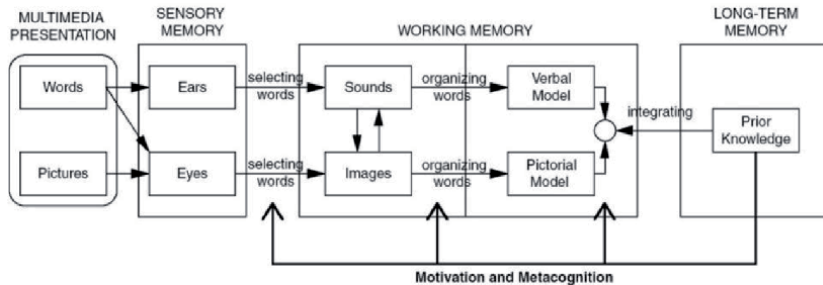 MULTIMEDIA
PRESENTATION
SENSORY
MEMORY
WORKING MEMORY
LONG-TERM
MEMORY
Words
Ears
selecting
words
Sounds
organizing
words
Verbal
Model
integrating
Prior
Knowledge
Pictures
Eyes
selecting
words
Images
organizing
words
Pictorial
Model
Motivation and Metacognition